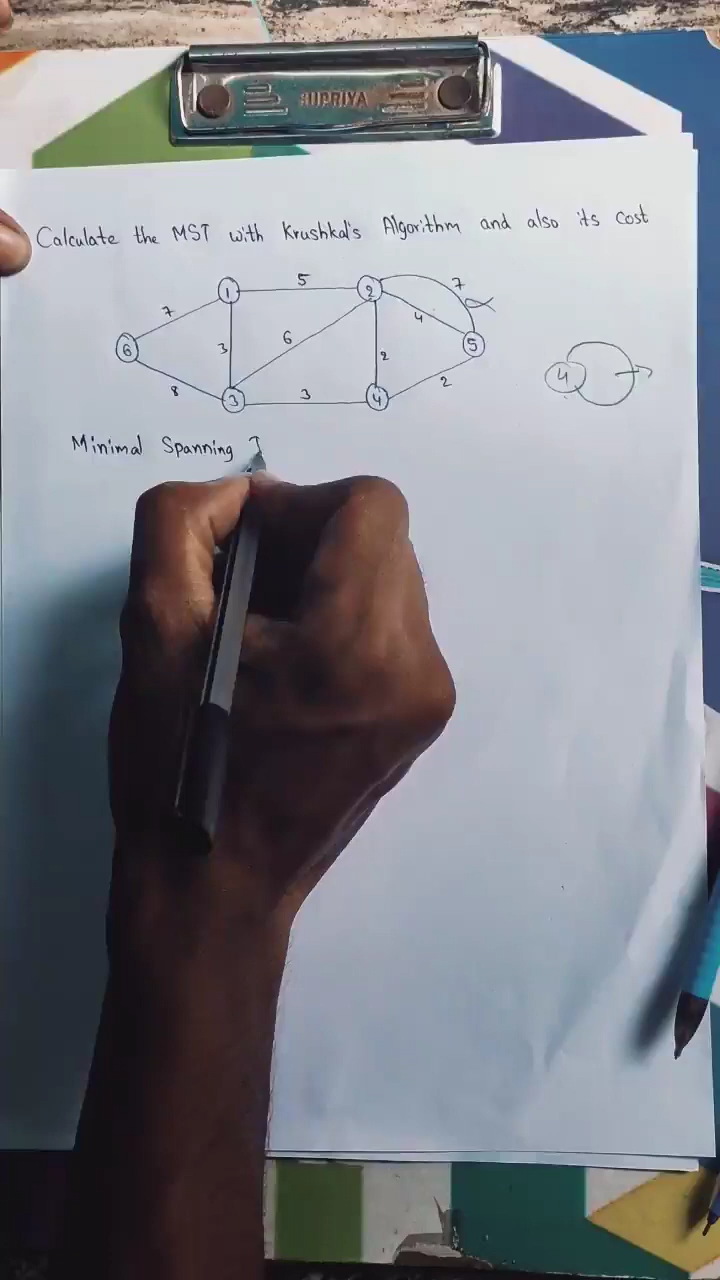 SUPRIYA
Calculate the MST with Krushkal's Algorithm and also its cost
1 5 2 7
7 4
6 3 6 2 5 4
8 3 3 4 2
Minimal Spanning T